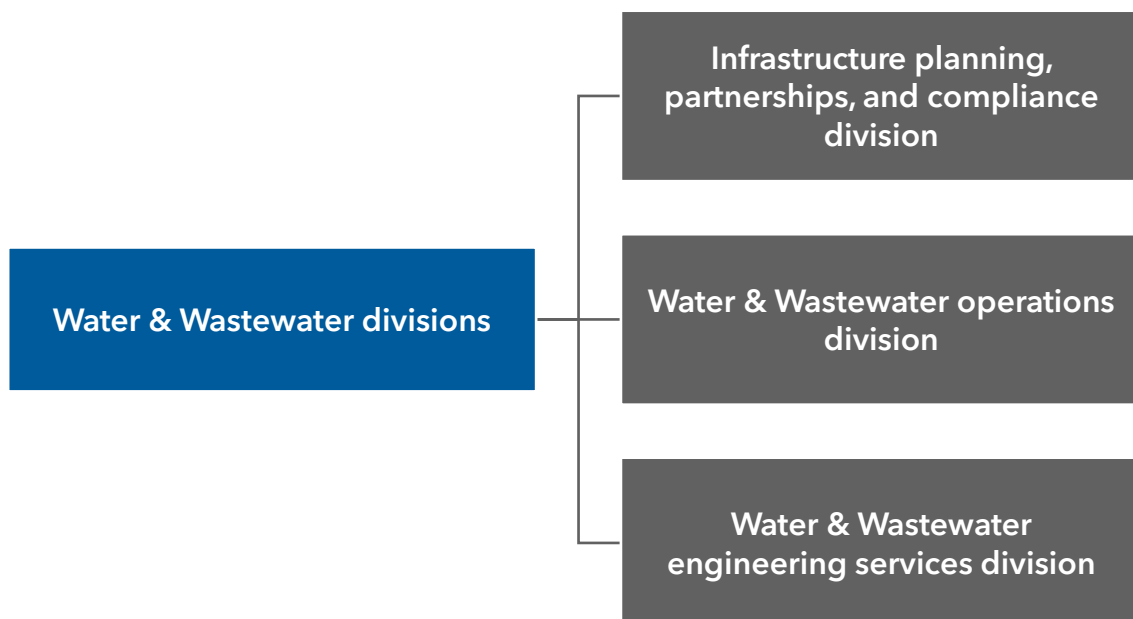 Infrastructure planning,
partnerships, and compliance
division
Water & Wastewater divisions
Water & Wastewater operations
division
Water & Wastewater
engineering services division